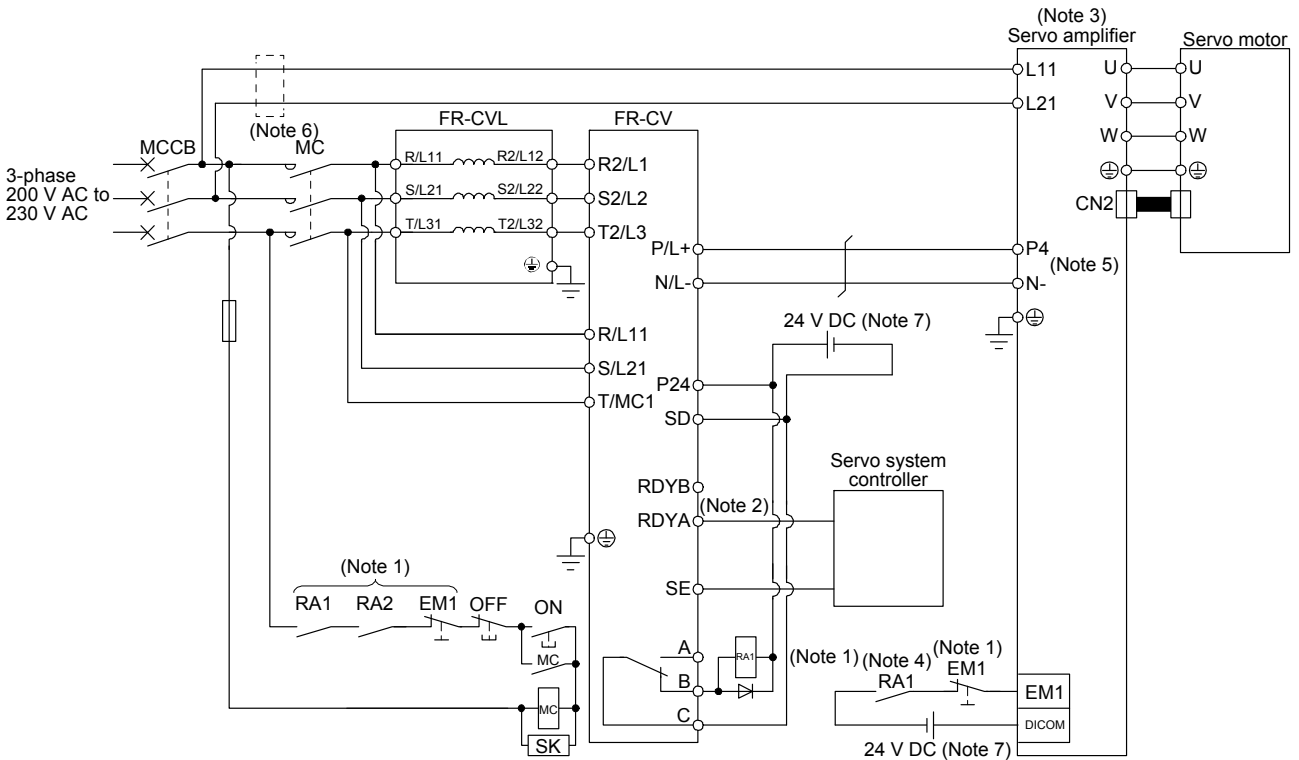 (Note 3)
Servo amplifier
Servo motor
L11
U
U
L21
V
V
(Note 6)
FR-CVL
FR-CV
W
W
MCCB
MC
R/L11
R2/L12
R2/L1
3-phase
200 V AC to
230 V AC
S/L21
S2/L22
S2/L2
CN2
T/L31
T2/L32
T2/L3
P/L+
P4
(Note 5)
N/L-
N-
24 V DC (Note 7)
R/L11
S/L21
P24
T/MC1
SD
Servo system
controller
RDYB
(Note 2)
RDYA
(Note 1)
SE
RA1
RA2
EM1
OFF
ON
A
RA1
(Note 1)
(Note 4)
(Note 1)
MC
RA1
EM1
B
EM1
C
MC
DICOM
SK
24 V DC (Note 7)